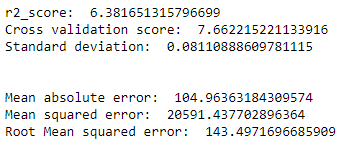 r2_score:  6.381651315796699
Cross validation score:  7.662215221133916
Standard deviation:  0.08110888609781115
Mean absolute error:  104.96363184309574
Mean squared error:  20591.437702896364
Root Mean squared error:  143.4971696685909